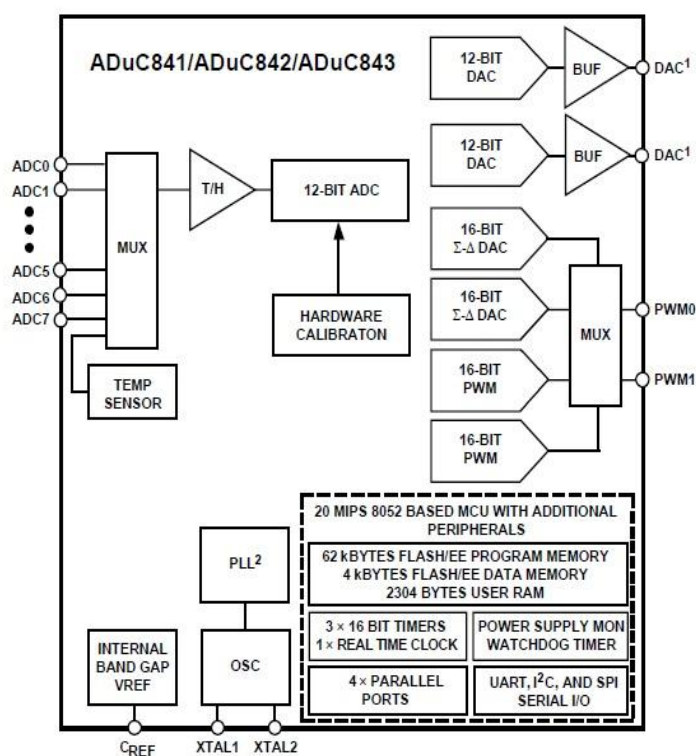 ADuC841/ADuC842/ADuC843
12-BIT
DAC
BUF
DAC¹
12-BIT
DAC
BUF
DAC¹
ADC0
ADC1
ADC5
ADC6
ADC7
MUX
T/H
12-BIT ADC
HARDWARE
CALIBRATON
TEMP
SENSOR
16-BIT
Σ-Δ DAC
16-BIT
Σ-Δ DAC
16-BIT
PWM
16-BIT
PWM
MUX
PWM0
PWM1
20 MIPS 8052 BASED MCU WITH ADDITIONAL
PERIPHERALS
62 kBYTES FLASH/EE PROGRAM MEMORY
4 kBYTES FLASH/EE DATA MEMORY
2304 BYTES USER RAM
3 × 16 BIT TIMERS
1 × REAL TIME CLOCK
POWER SUPPLY MON
WATCHDOG TIMER
4 × PARALLEL
PORTS
UART, I²C, AND SPI
SERIAL I/O
PLL²
INTERNAL
BAND GAP
VREF
OSC
CREF
XTAL1
XTAL2